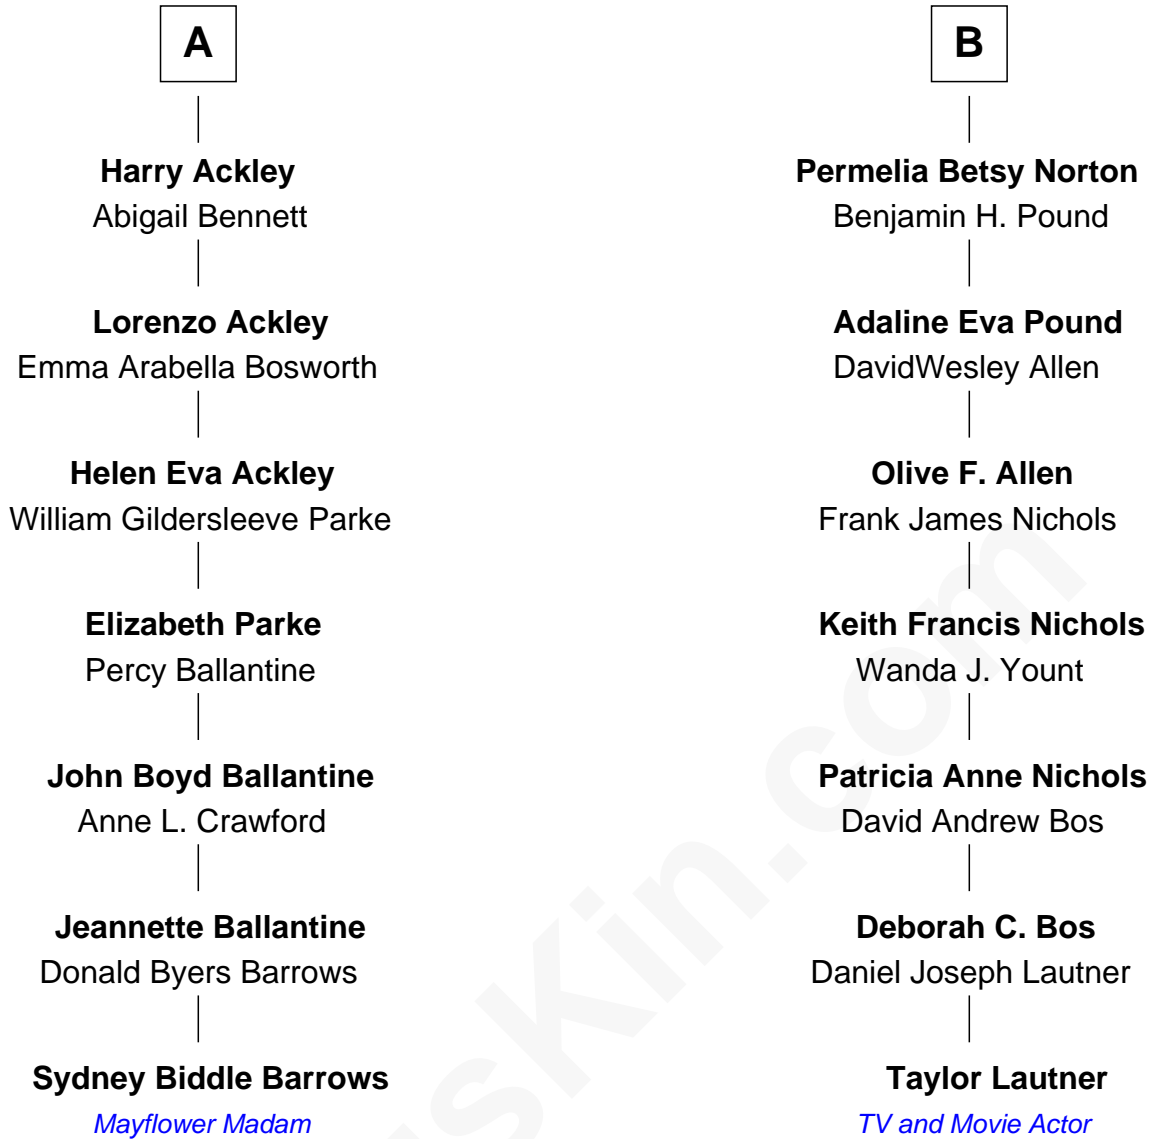 A
Harry Ackley
Abigail Bennett
Lorenzo Ackley
Emma Arabella Bosworth
Helen Eva Ackley
William Gildersleeve Parke
Elizabeth Parke
Percy Ballantine
John Boyd Ballantine
Anne L. Crawford
Jeannette Ballantine
Donald Byers Barrows
Sydney Biddle Barrows
Mayflower Madam
B
Permelia Betsy Norton
Benjamin H. Pound
Adaline Eva Pound
DavidWesley Allen
Olive F. Allen
Frank James Nichols
Keith Francis Nichols
Wanda J. Yount
Patricia Anne Nichols
David Andrew Bos
Deborah C. Bos
Daniel Joseph Lautner
Taylor Lautner
TV and Movie Actor
sKin.com